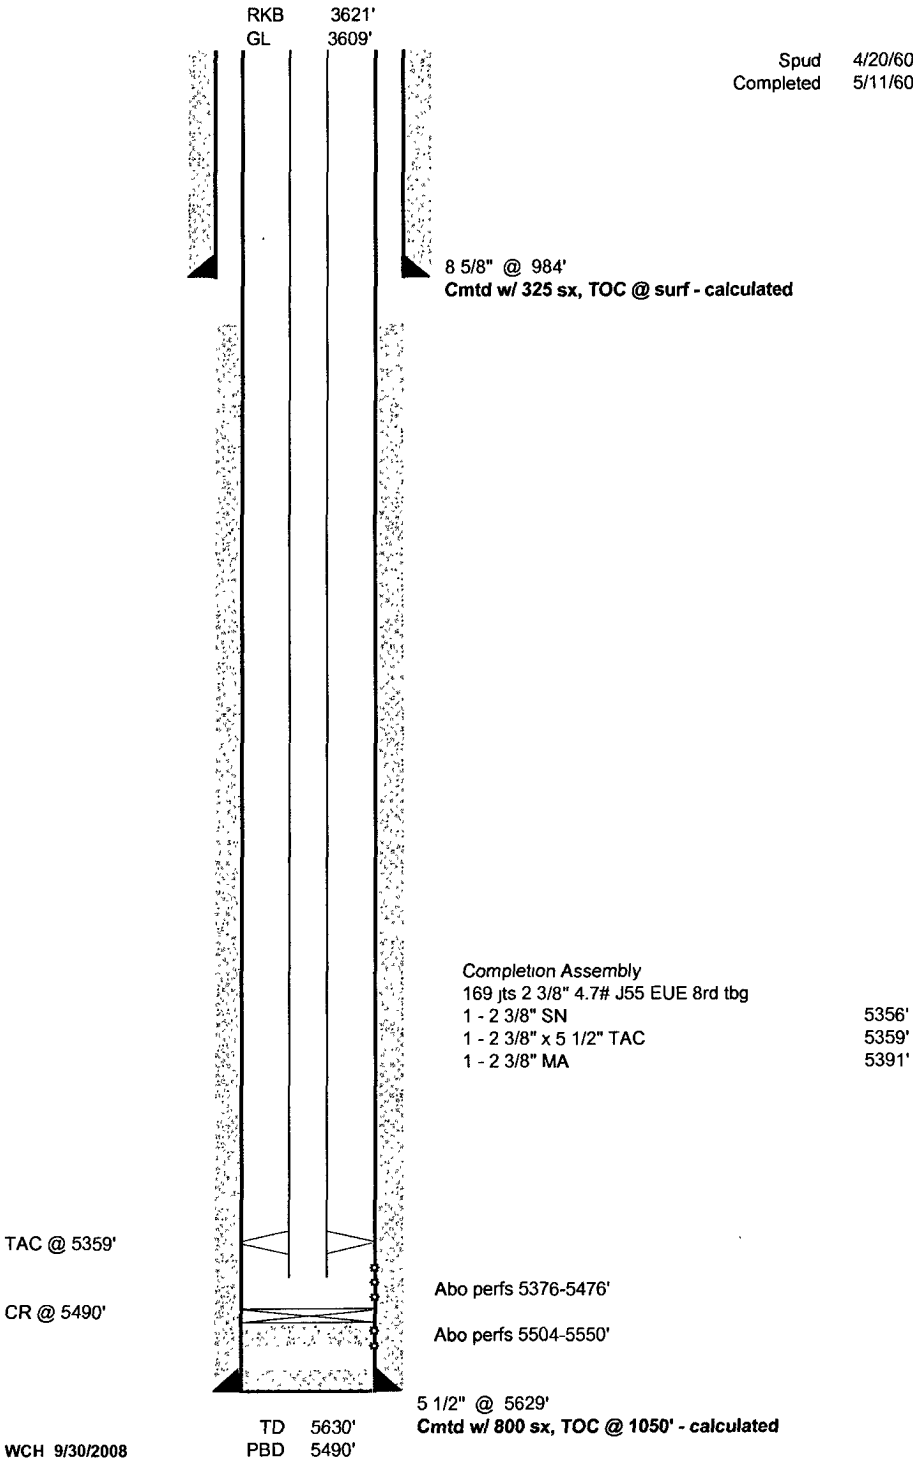 RKB 3621'
GL 3609'
Spud 4/20/60
Completed 5/11/60
8 5/8" @ 984'
Cmtd w/ 325 sx, TOC @ surf - calculated
Completion Assembly
169 jts 2 3/8" 4.7# J55 EUE 8rd tbg
1 - 2 3/8" SN 5356'
1 - 2 3/8" x 5 1/2" TAC 5359'
1 - 2 3/8" MA 5391'
TAC @ 5359'
Abo perfs 5376-5476'
CR @ 5490'
Abo perfs 5504-5550'
5 1/2" @ 5629'
Cmtd w/ 800 sx, TOC @ 1050' - calculated
TD 5630'
PBD 5490'
WCH 9/30/2008